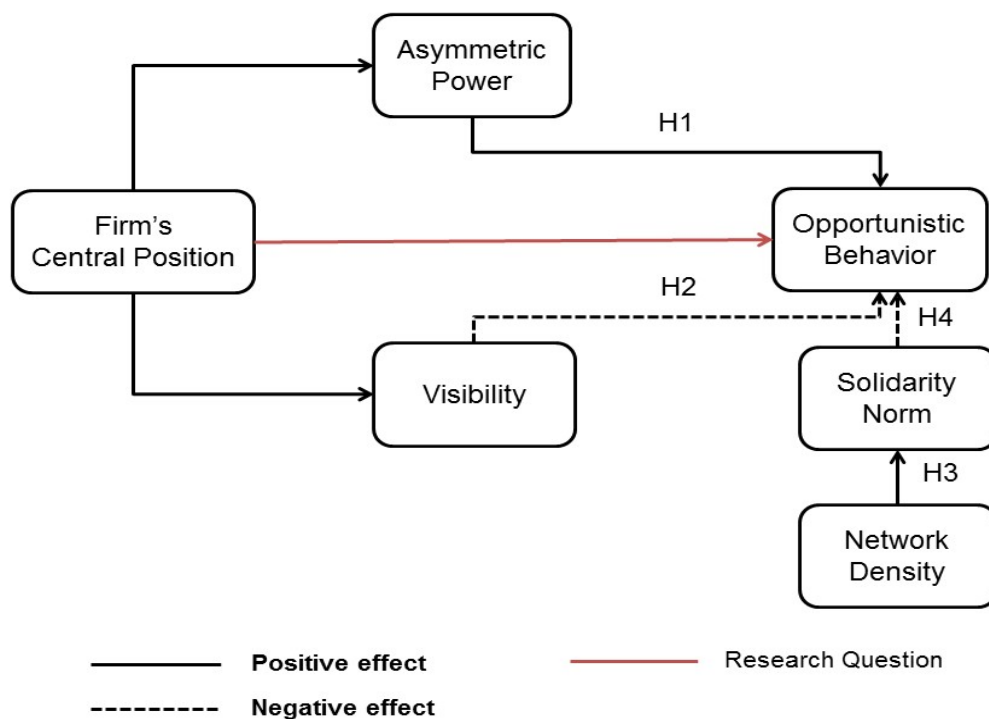 Asymmetric
Power
H1
Firm's
Central Position
Opportunistic
Behavior
H2
H4
Visibility
Solidarity
Norm
H3
Network
Density
Positive effect
Research Question
Negative effect